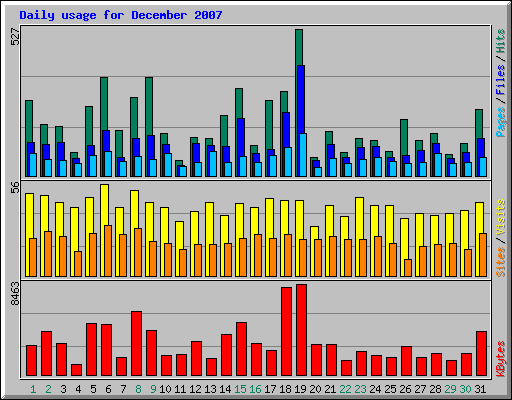 Daily usage for December 2007
527
56
8463
Pages / Files / Hits
Sites / Visits
KBytes
1 2 3 4 5 6 7 8 9 10 11 12 13 14 15 16 17 18 19 20 21 22 23 24 25 26 27 28 29 30 31